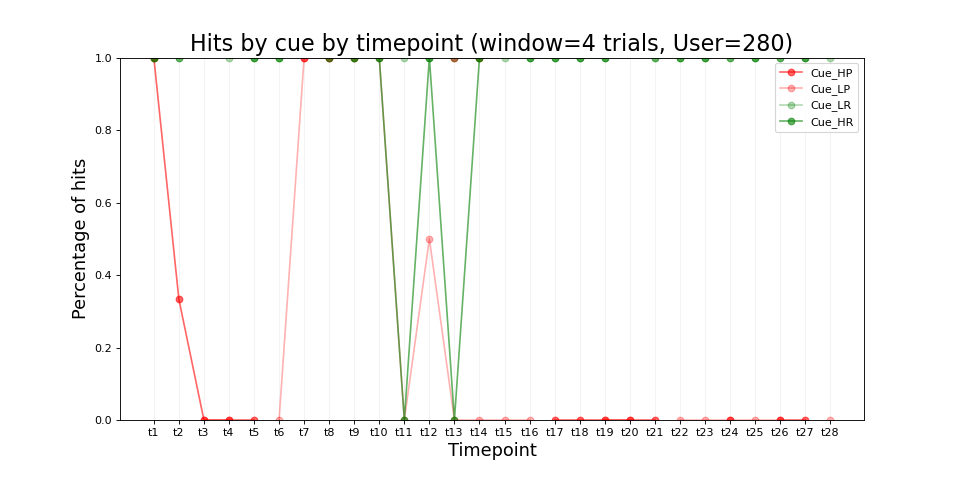 Hits by cue by timepoint (window=4 trials, User=280)
Percentage of hits
1.0
0.8
0.6
0.4
0.2
0.0
Cue_HP
Cue_LP
Cue_LR
Cue_HR
t1 t2 t3 t4 t5 t6 t7 t8 t9 t10 t11 t12 t13 t14 t15 t16 t17 t18 t19 t20 t21 t22 t23 t24 t25 t26 t27 t28
Timepoint